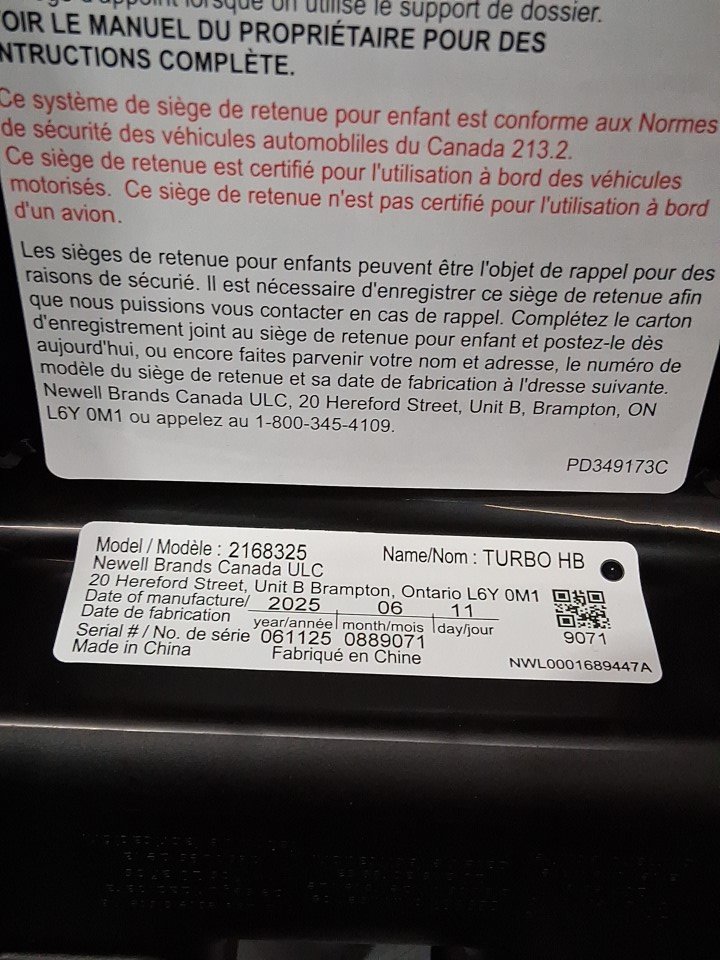 lorsque on utilise le support de dossier.
OIR LE MANUEL DU PROPRIÉTAIRE POUR DES
NTRUCTIONS COMPLÈTE.
Ce système de siège de retenue pour enfant est conforme aux Normes
de sécurité des véhicules automobliles du Canada 213.2.
Ce siège de retenue est certifié pour l'utilisation à bord des véhicules
motorisés. Ce siège de retenue n'est pas certifié pour l'utilisation à bord
d'un avion.
Les sièges de retenue pour enfants peuvent être l'objet de rappel pour des
raisons de sécurié. Il est nécessaire d'enregistrer ce siège de retenue afin
que nous puissions vous contacter en cas de rappel. Complétez le carton
d'enregistrement joint au siège de retenue pour enfant et postez-le dès
aujourd'hui, ou encore faites parvenir votre nom et adresse, le numéro de
modèle du siège de retenue et sa date de fabrication à l'dresse suivante.
Newell Brands Canada ULC, 20 Hereford Street, Unit B, Brampton, ON
L6Y 0M1 ou appelez au 1-800-345-4109.
PD349173C
Model / Modèle : 2168325 Name/Nom : TURBO HB
Newell Brands Canada ULC
20 Hereford Street, Unit B Brampton, Ontario L6Y 0M1
Date of manufacture/ 2025 06 11
Date de fabrication year/année month/mois day/jour
9071
Serial # / No. de série 061125 0889071
Made in China Fabriqué en Chine
NWL0001689447A